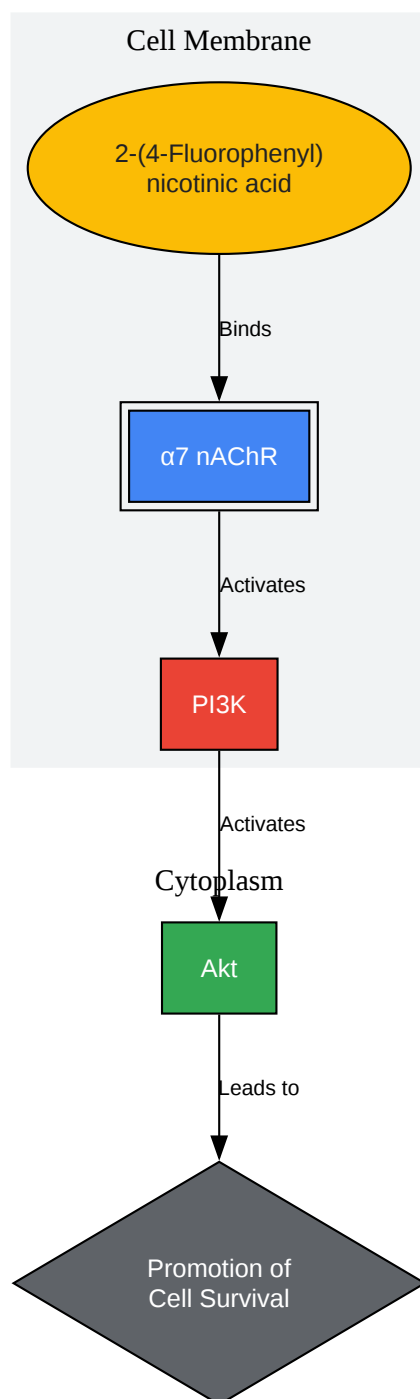 Cell Membrane
2-(4-Fluorophenyl)
nicotinic acid
Binds
α7 nAChR
Activates
PI3K
Activates
Cytoplasm
Akt
Leads to
Promotion of
Cell Survival